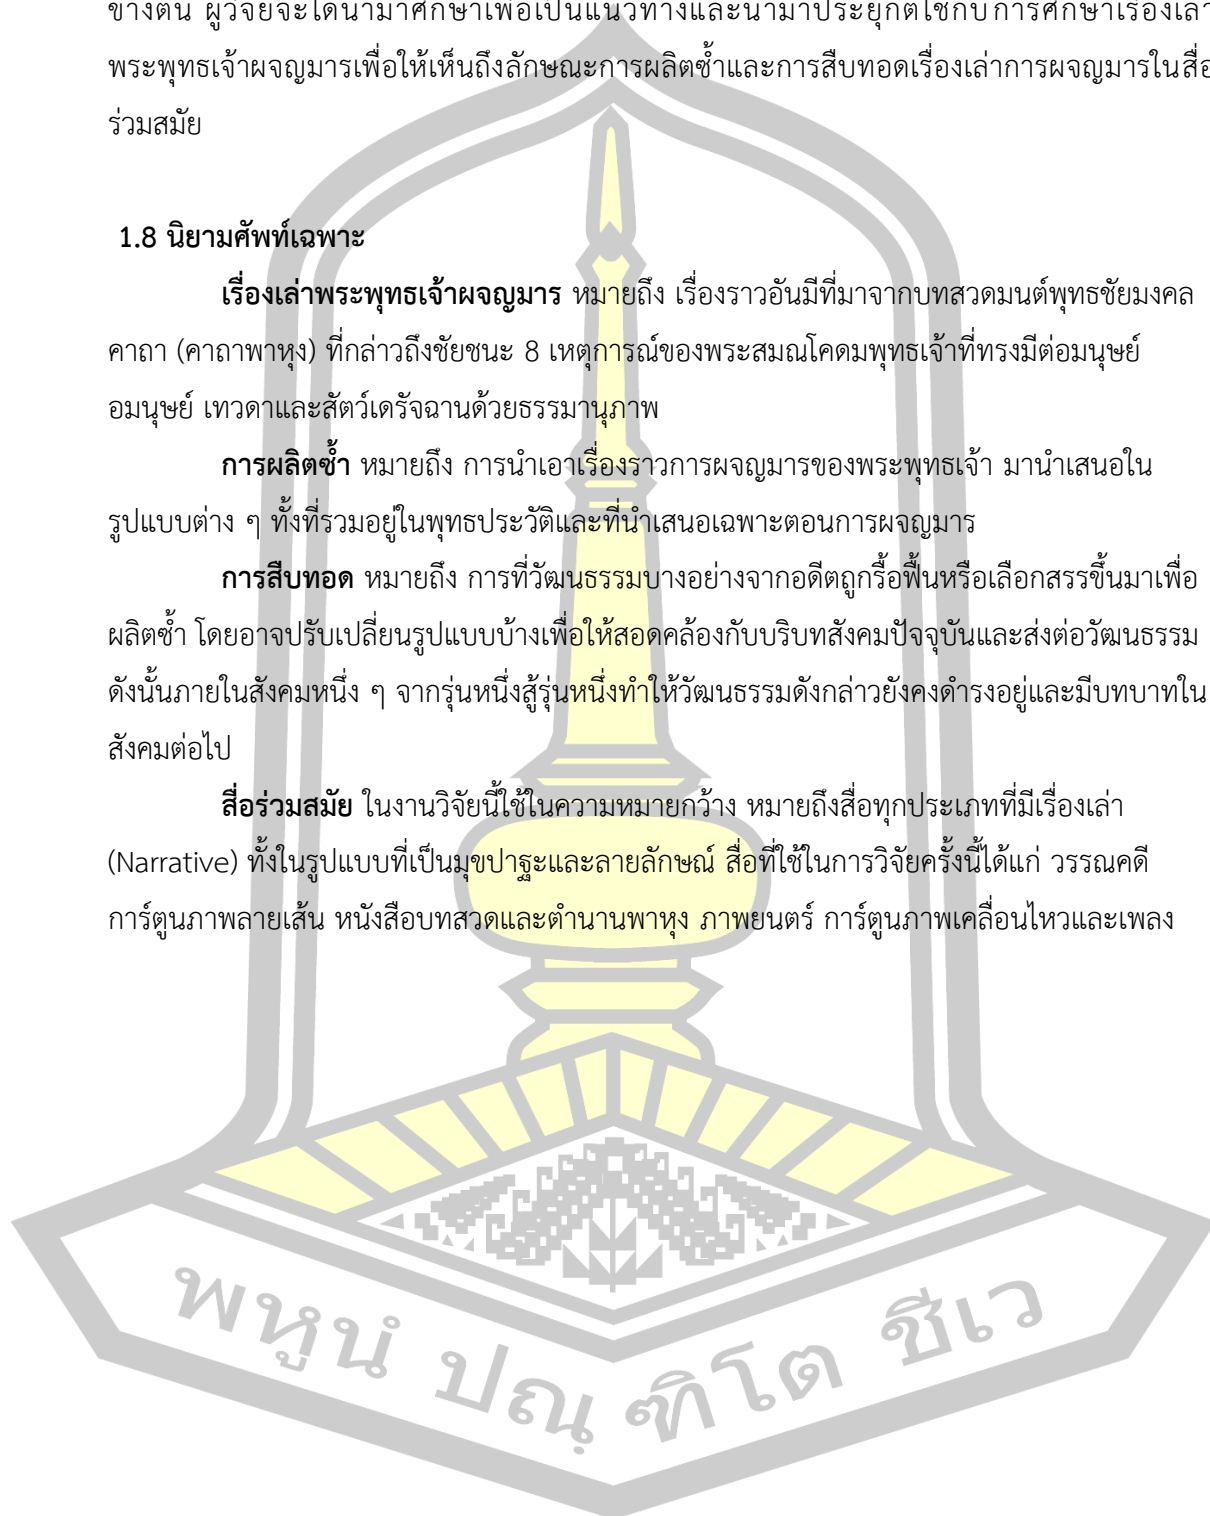 ข้างต้น ผู้วิจัยจะได้นำมาศึกษาเพื่อเป็นแนวทางและนำมาประยุกต์ใช้กับการศึกษาเรื่องเล่า
พระพุทธเจ้าผจญมารเพื่อให้เห็นถึงลักษณะการผลิตซ้ำและการสืบทอดเรื่องเล่าการผจญมารในสื่อ
ร่วมสมัย
1.8 นิยามศัพท์เฉพาะ
เรื่องเล่าพระพุทธเจ้าผจญมาร หมายถึง เรื่องราวอันมีที่มาจากบทสวดมนต์พุทธชัยมงคล
คาถา (คาถาพาหุง) ที่กล่าวถึงชัยชนะ 8 เหตุการณ์ของพระสมณโคดมพุทธเจ้าที่ทรงมีต่อมนุษย์
อมนุษย์ เทวดาและสัตว์เดรัจฉานด้วยธรรมานุภาพ
การผลิตซ้ำ หมายถึง การนำเอาเรื่องราวการผจญมารของพระพุทธเจ้า มานำเสนอใน
รูปแบบต่าง ๆ ทั้งที่รวมอยู่ในพุทธประวัติและที่นำเสนอเฉพาะตอนการผจญมาร
การสืบทอด หมายถึง การที่วัฒนธรรมบางอย่างจากอดีตถูกรื้อฟื้นหรือเลือกสรรขึ้นมาเพื่อ
ผลิตซ้ำ โดยอาจปรับเปลี่ยนรูปแบบบ้างเพื่อให้สอดคล้องกับบริบทสังคมปัจจุบันและส่งต่อวัฒนธรรม
ดังนั้นภายในสังคมหนึ่ง ๆ จากรุ่นหนึ่งสู้รุ่นหนึ่งทำให้วัฒนธรรมดังกล่าวยังคงดำรงอยู่และมีบทบาทใน
สังคมต่อไป
สื่อร่วมสมัย ในงานวิจัยนี้ใช้ในความหมายกว้าง หมายถึงสื่อทุกประเภทที่มีเรื่องเล่า
(Narrative) ทั้งในรูปแบบที่เป็นมุขปาฐะและลายลักษณ์ สื่อที่ใช้ในการวิจัยครั้งนี้ได้แก่ วรรณคดี
การ์ตูนภาพลายเส้น หนังสือบทสวดและตำนานพาหุง ภาพยนตร์ การ์ตูนภาพเคลื่อนไหวและเพลง
พหูนํ ปณฺฑิโต ชีเว